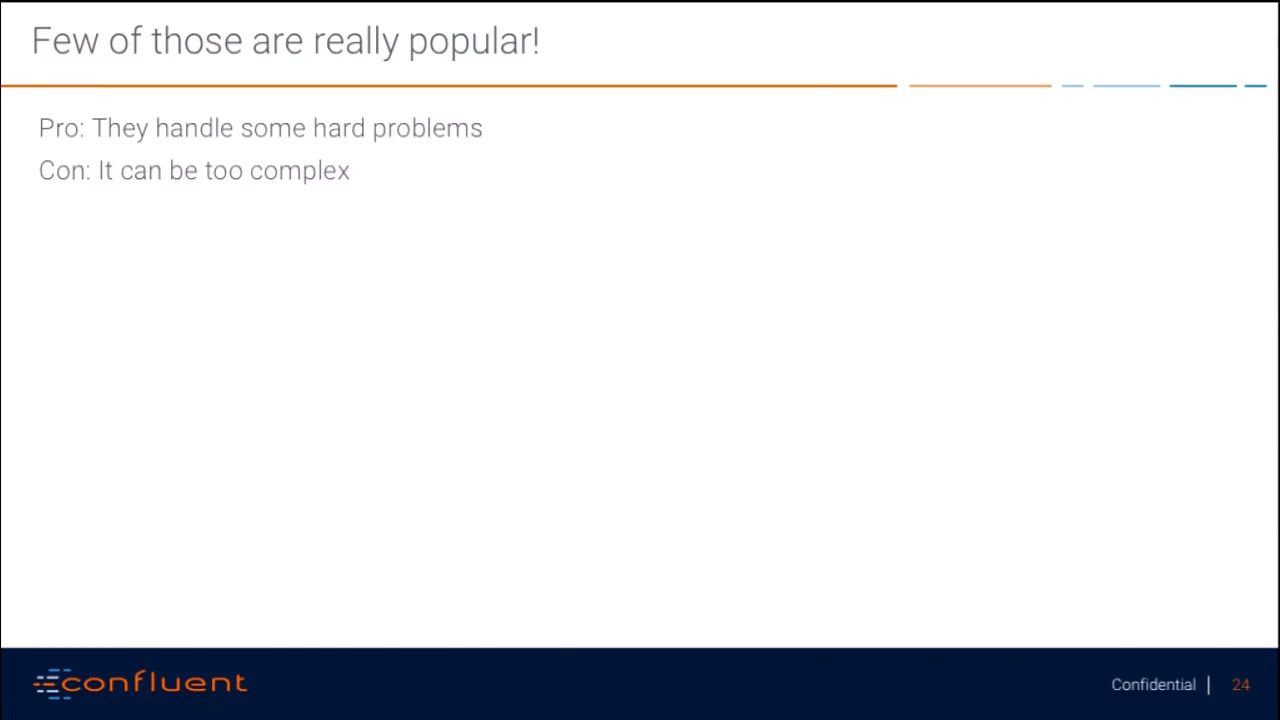 Few of those are really popular!
Pro: They handle some hard problems
Con: It can be too complex
confluent
Confidential | 24